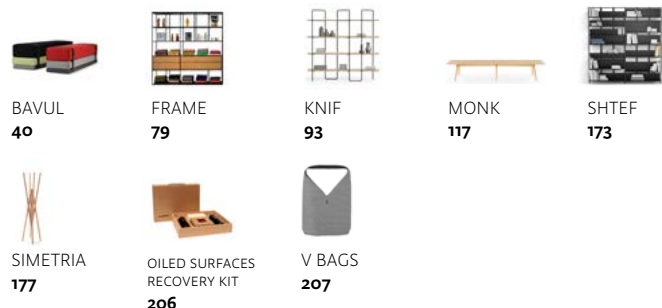 BAVUL
40
FRAME
79
KNIF
93
MONK
117
SHTEF
173
SIMETRIA
177
OILED SURFACES
RECOVERY KIT
206
V BAGS
207